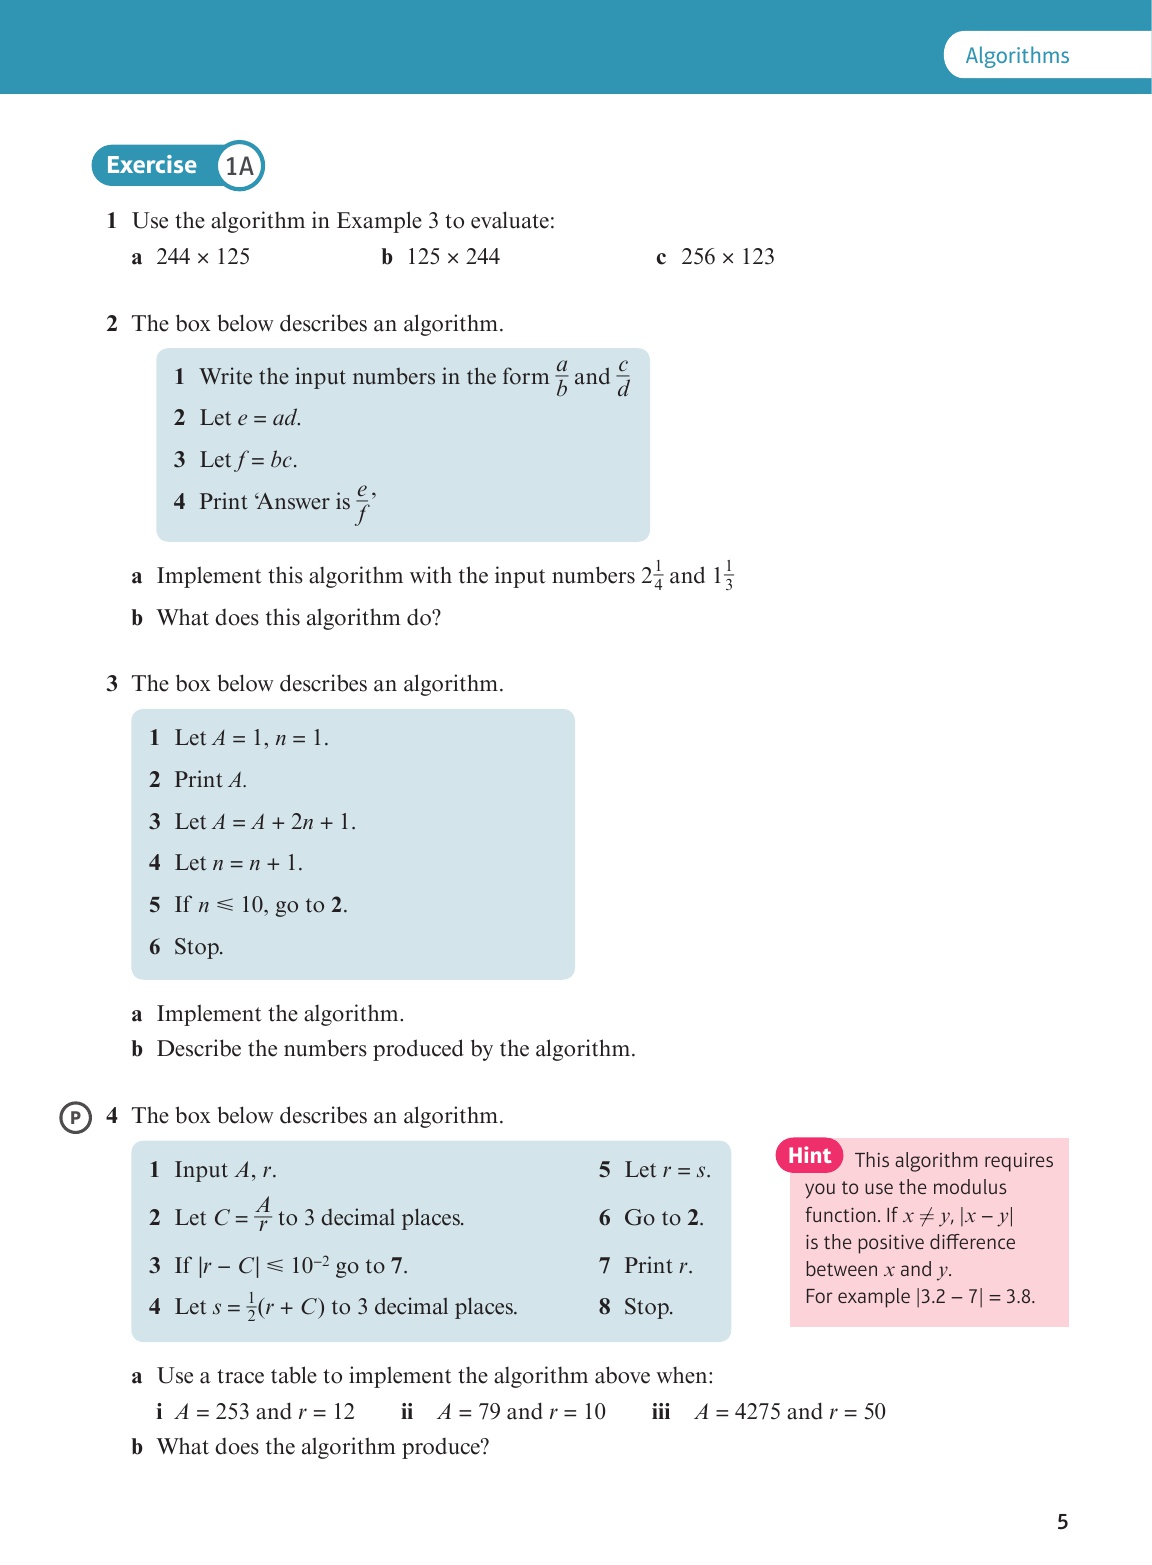 Algorithms
Exercise 1A
1 Use the algorithm in Example 3 to evaluate:
a 244 × 125 b 125 × 244 c 256 × 123
2 The box below describes an algorithm.
1 Write the input numbers in the form a/b and c/d
2 Let e = ad.
3 Let f = bc.
4 Print ‘Answer is e/f’
a Implement this algorithm with the input numbers 2 1/4 and 1 1/3
b What does this algorithm do?
3 The box below describes an algorithm.
1 Let A = 1, n = 1.
2 Print A.
3 Let A = A + 2n + 1.
4 Let n = n + 1.
5 If n ⩽ 10, go to 2.
6 Stop.
a Implement the algorithm.
b Describe the numbers produced by the algorithm.
P 4 The box below describes an algorithm.
1 Input A, r.
2 Let C = A/r to 3 decimal places.
3 If |r − C| ⩽ 10⁻² go to 7.
4 Let s = 1/2(r + C) to 3 decimal places.
5 Let r = s.
6 Go to 2.
7 Print r.
8 Stop.
Hint This algorithm requires
you to use the modulus
function. If x ≠ y, |x − y|
is the positive difference
between x and y.
For example |3.2 − 7| = 3.8.
a Use a trace table to implement the algorithm above when:
i A = 253 and r = 12 ii A = 79 and r = 10 iii A = 4275 and r = 50
b What does the algorithm produce?
5